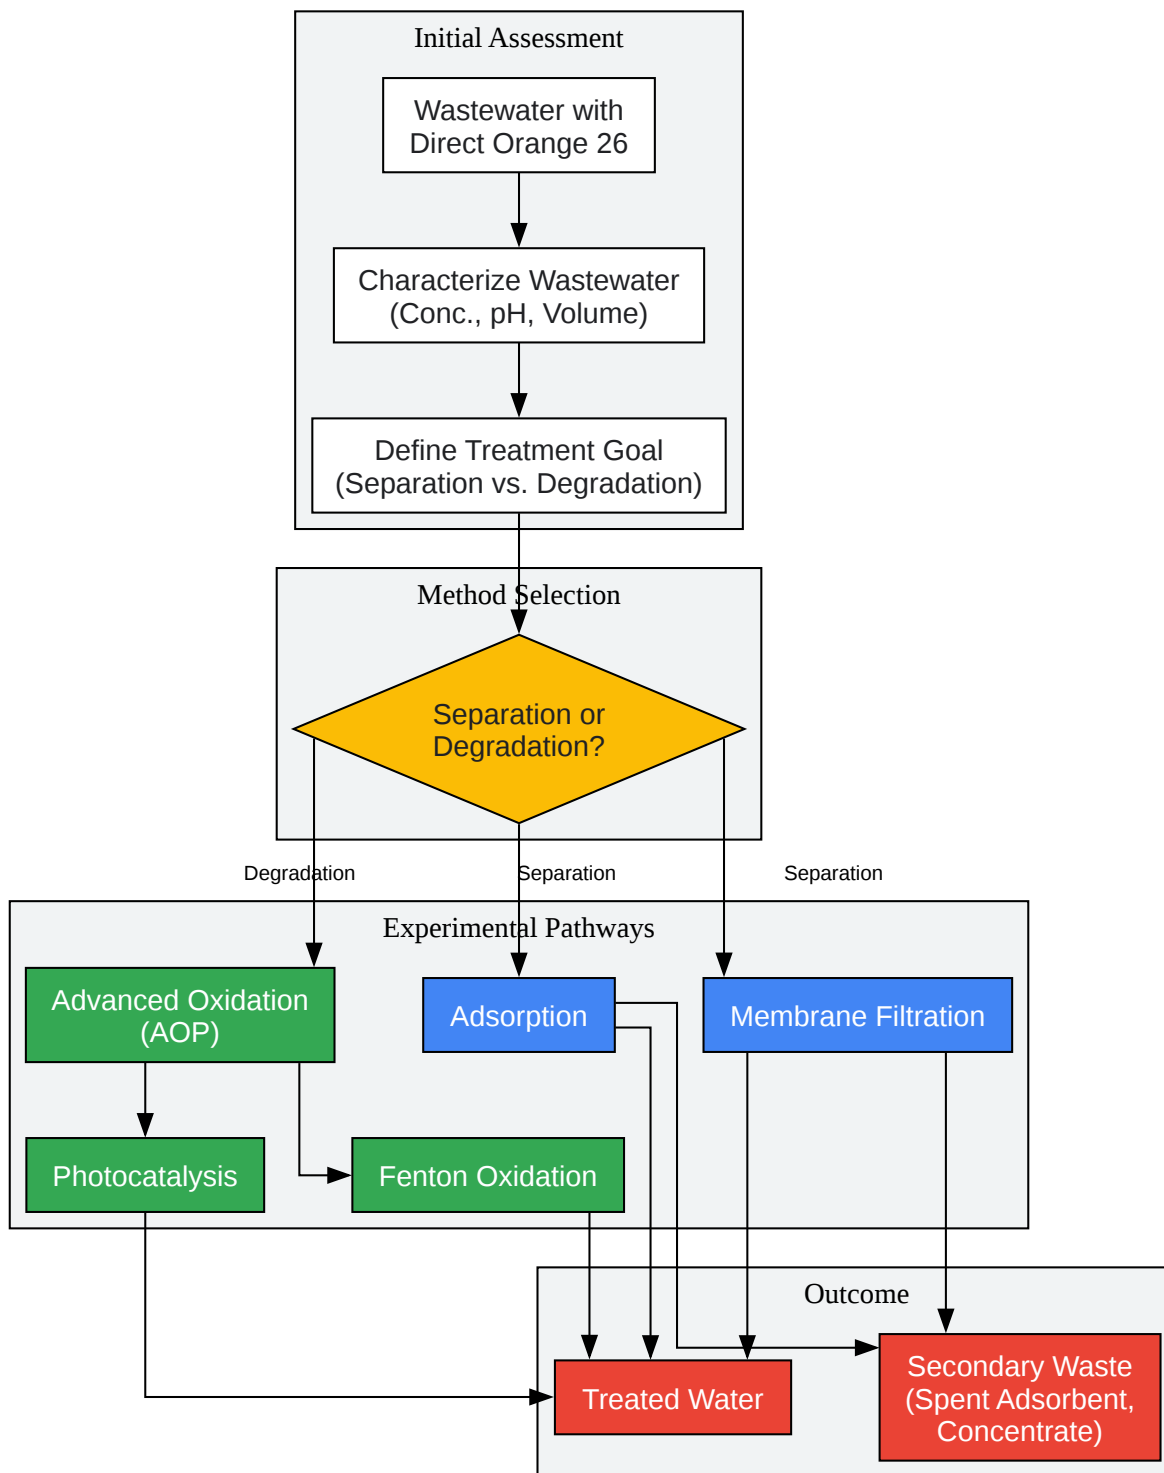 Initial Assessment
Wastewater with
Direct Orange 26
Characterize Wastewater
(Conc., pH, Volume)
Define Treatment Goal
(Separation vs. Degradation)
Method Selection
Separation or
Degradation?
Degradation
Separation
Separation
Experimental Pathways
Advanced Oxidation
(AOP)
Adsorption
Membrane Filtration
Photocatalysis
Fenton Oxidation
Outcome
Treated Water
Secondary Waste
(Spent Adsorbent,
Concentrate)